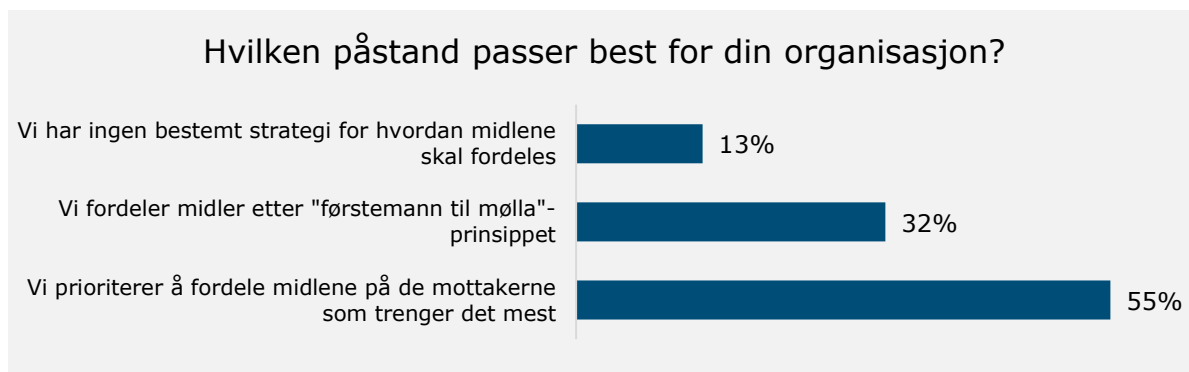 Hvilken påstand passer best for din organisasjon?
Vi har ingen bestemt strategi for hvordan midlene
skal fordeles
13%
Vi fordeler midler etter "førstemann til mølla"-
prinsippet
32%
Vi prioriterer å fordele midlene på de mottakerne
som trenger det mest
55%